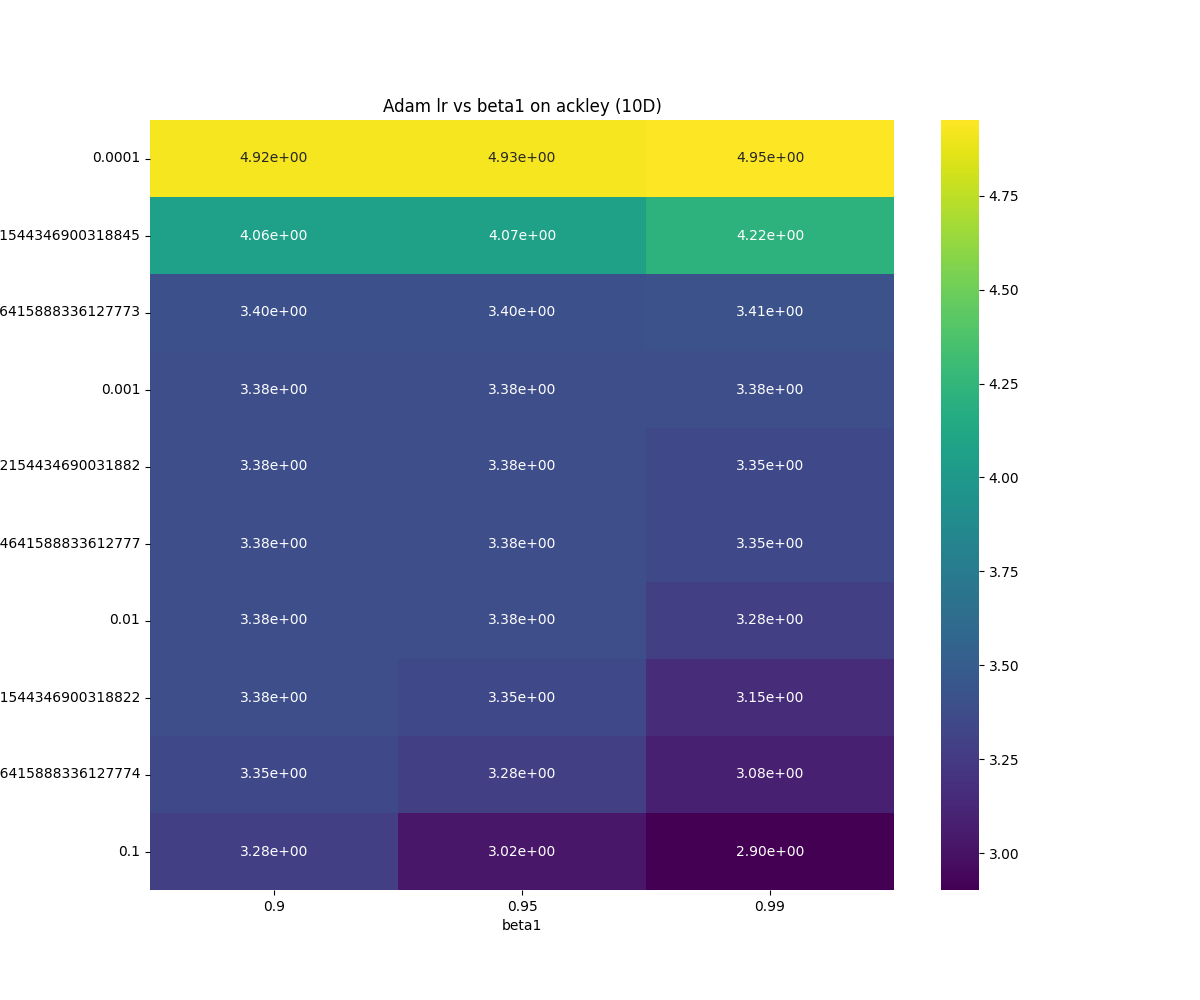 Adam lr vs beta1 on ackley (10D)
0.0001 4.92e+00 4.93e+00 4.95e+00
1544346900318845 4.06e+00 4.07e+00 4.22e+00
6415888336127773 3.40e+00 3.40e+00 3.41e+00
0.001 3.38e+00 3.38e+00 3.38e+00
2154434690031882 3.38e+00 3.38e+00 3.35e+00
4641588833612777 3.38e+00 3.38e+00 3.35e+00
0.01 3.38e+00 3.38e+00 3.28e+00
1544346900318822 3.38e+00 3.35e+00 3.15e+00
6415888336127774 3.35e+00 3.28e+00 3.08e+00
0.1 3.28e+00 3.02e+00 2.90e+00
0.9 0.95 0.99
beta1
4.75
4.50
4.25
4.00
3.75
3.50
3.25
3.00